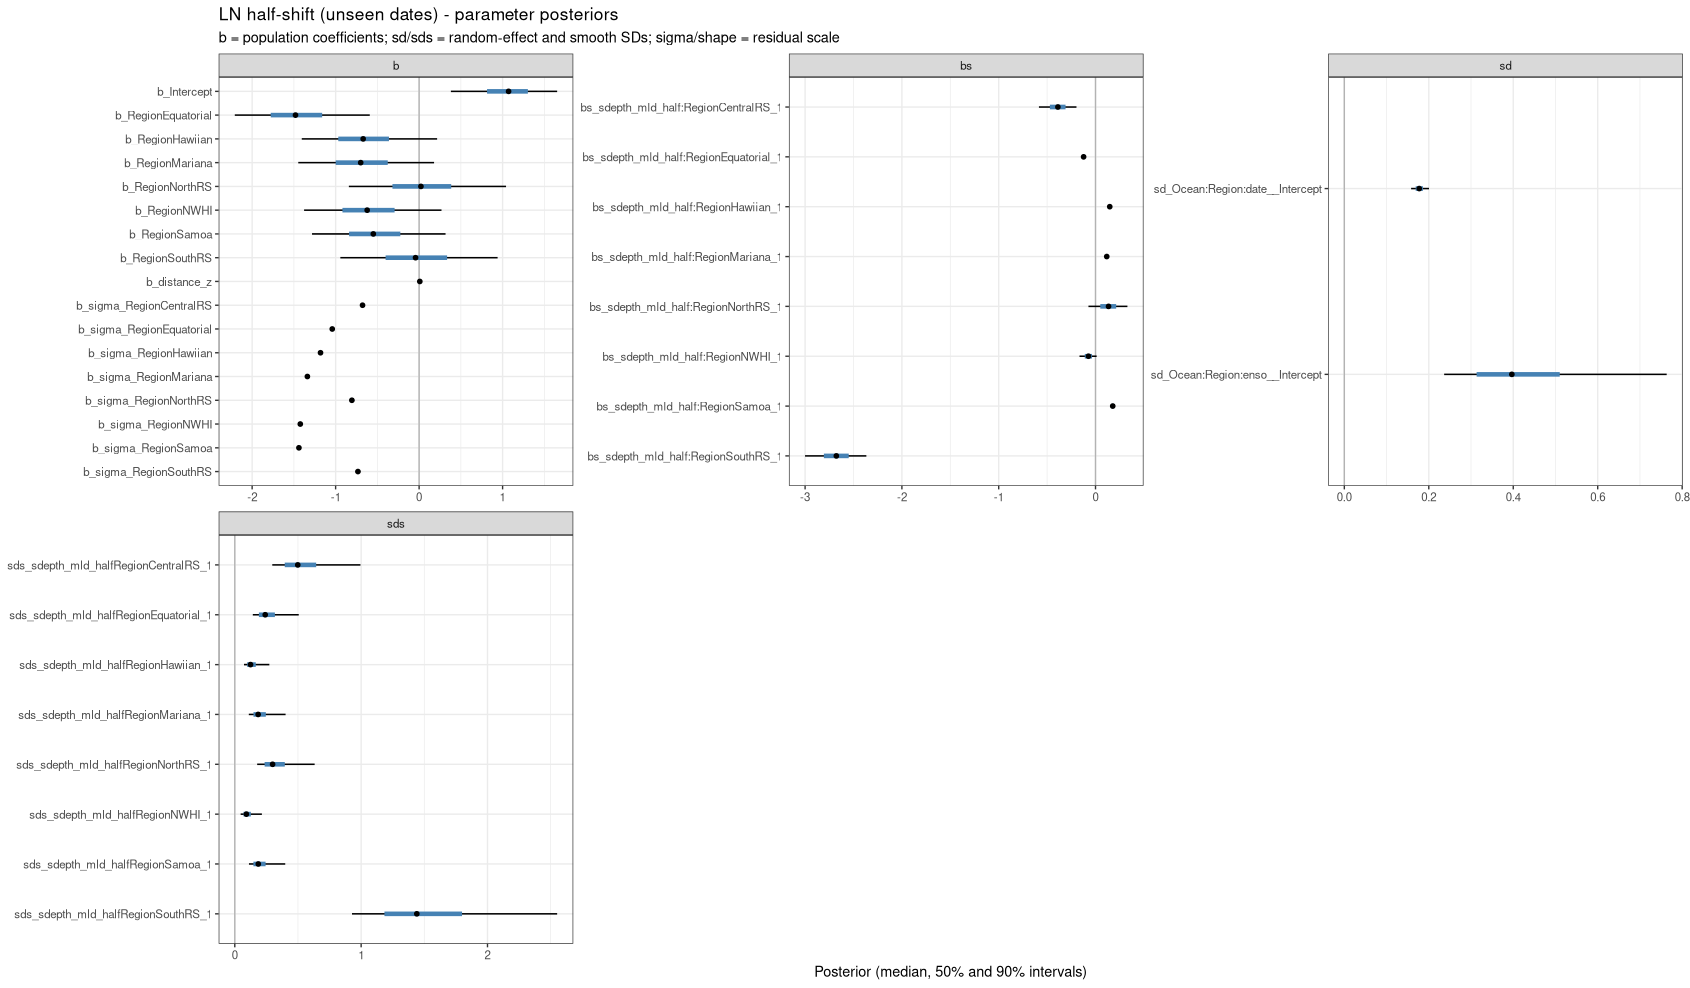 LN half-shift (unseen dates) - parameter posteriors
b = population coefficients; sd/sds = random-effect and smooth SDs; sigma/shape = residual scale
b
b_Intercept
b_RegionEquatorial
b_RegionHawiian
b_RegionMariana
b_RegionNorthRS
b_RegionNWHI
b_RegionSamoa
b_RegionSouthRS
b_distance_z
b_sigma_RegionCentralRS
b_sigma_RegionEquatorial
b_sigma_RegionHawiian
b_sigma_RegionMariana
b_sigma_RegionNorthRS
b_sigma_RegionNWHI
b_sigma_RegionSamoa
b_sigma_RegionSouthRS
-2 -1 0 1
bs
bs_sdepth_mld_half:RegionCentralRS_1
bs_sdepth_mld_half:RegionEquatorial_1
bs_sdepth_mld_half:RegionHawiian_1
bs_sdepth_mld_half:RegionMariana_1
bs_sdepth_mld_half:RegionNorthRS_1
bs_sdepth_mld_half:RegionNWHI_1
bs_sdepth_mld_half:RegionSamoa_1
bs_sdepth_mld_half:RegionSouthRS_1
-3 -2 -1 0
sd
sd_Ocean:Region:date__Intercept
sd_Ocean:Region:enso__Intercept
0.0 0.2 0.4 0.6 0.8
sds
sds_sdepth_mld_halfRegionCentralRS_1
sds_sdepth_mld_halfRegionEquatorial_1
sds_sdepth_mld_halfRegionHawiian_1
sds_sdepth_mld_halfRegionMariana_1
sds_sdepth_mld_halfRegionNorthRS_1
sds_sdepth_mld_halfRegionNWHI_1
sds_sdepth_mld_halfRegionSamoa_1
sds_sdepth_mld_halfRegionSouthRS_1
0 1 2
Posterior (median, 50% and 90% intervals)